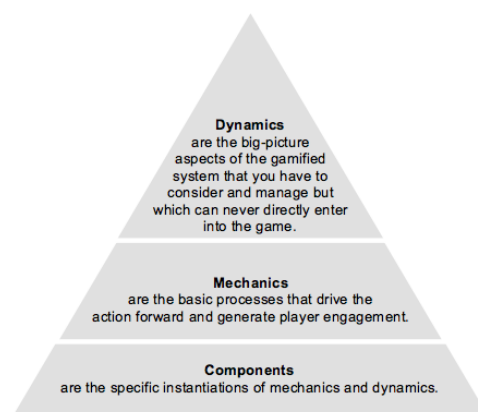 Dynamics
are the big-picture
aspects of the gamified
system that you have to
consider and manage but
which can never directly enter
into the game.
Mechanics
are the basic processes that drive the
action forward and generate player engagement.
Components
are the specific instantiations of mechanics and dynamics.